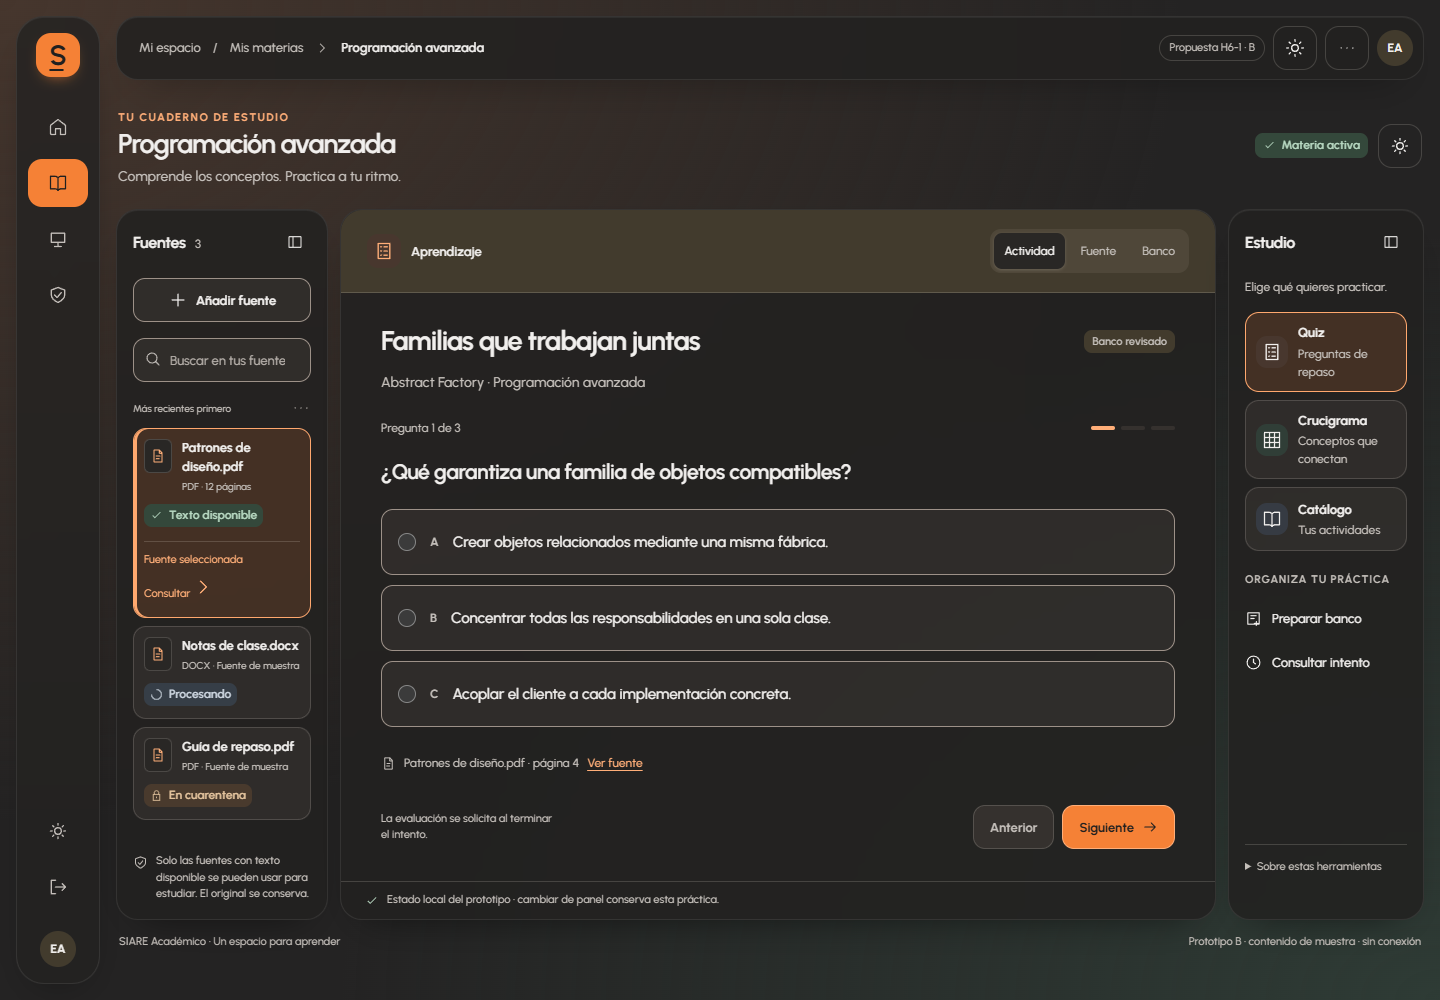 S
Mi espacio / Mis materias > Programación avanzada
Propuesta H6-1 · B
...
EA
TU CUADERNO DE ESTUDIO
Programación avanzada
Comprende los conceptos. Practica a tu ritmo.
Materia activa
Fuentes 3
Añadir fuente
Buscar en tus fuente
Más recientes primero
...
Patrones de
diseño.pdf
PDF · 12 páginas
Texto disponible
Fuente seleccionada
Consultar
Notas de clase.docx
DOCX · Fuente de muestra
Procesando
Guía de repaso.pdf
PDF · Fuente de muestra
En cuarentena
Solo las fuentes con texto
disponible se pueden usar para
estudiar. El original se conserva.
Aprendizaje
Actividad
Fuente
Banco
Familias que trabajan juntas
Banco revisado
Abstract Factory · Programación avanzada
Pregunta 1 de 3
¿Qué garantiza una familia de objetos compatibles?
A Crear objetos relacionados mediante una misma fábrica.
B Concentrar todas las responsabilidades en una sola clase.
C Acoplar el cliente a cada implementación concreta.
Patrones de diseño.pdf · página 4 Ver fuente
La evaluación se solicita al terminar
el intento.
Anterior
Siguiente
Estado local del prototipo · cambiar de panel conserva esta práctica.
Estudio
Elige qué quieres practicar.
Quiz
Preguntas de
repaso
Crucigrama
Conceptos que
conectan
Catálogo
Tus actividades
ORGANIZA TU PRÁCTICA
Preparar banco
Consultar intento
Sobre estas herramientas
EA
SIARE Académico · Un espacio para aprender
Prototipo B · contenido de muestra · sin conexión